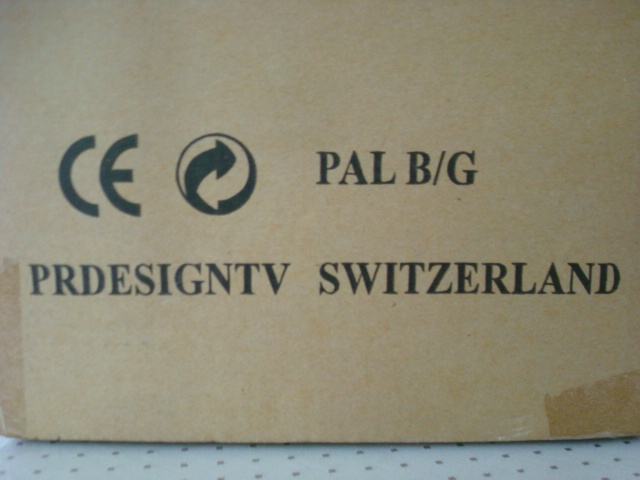 CE PAL B/G
PRDESIGNTV SWITZERLAND